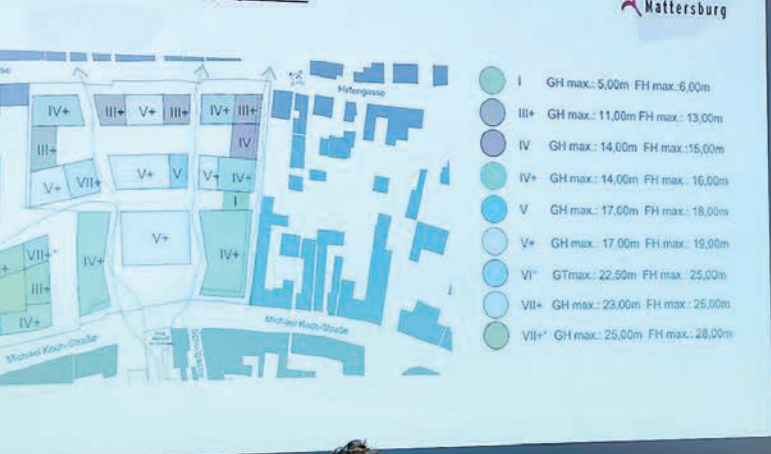 Mattersburg
Hirtengasse
IV+ III+ V+ III+ IV+ III+
III+ IV
V+ VII+ V+ V V+ IV+
I
V+
VII+* IV+ IV+
III+
IV+
Michael Koch-Straße
Michael Koch-Straße
I GH max.: 5,00m FH max.:6,00m
III+ GH max.: 11,00m FH max.: 13,00m
IV GH max.: 14,00m FH max.:15,00m
IV+ GH max.: 14,00m FH max.: 16,00m
V GH max.: 17,00m FH max.: 18,00m
V+ GH max.: 17,00m FH max.: 19,00m
VI° GTmax.: 22,50m FH max.: 25,00m
VII+ GH max.: 23,00m FH max.: 25,00m
VII+* GH max.: 25,00m FH max.: 28,00m